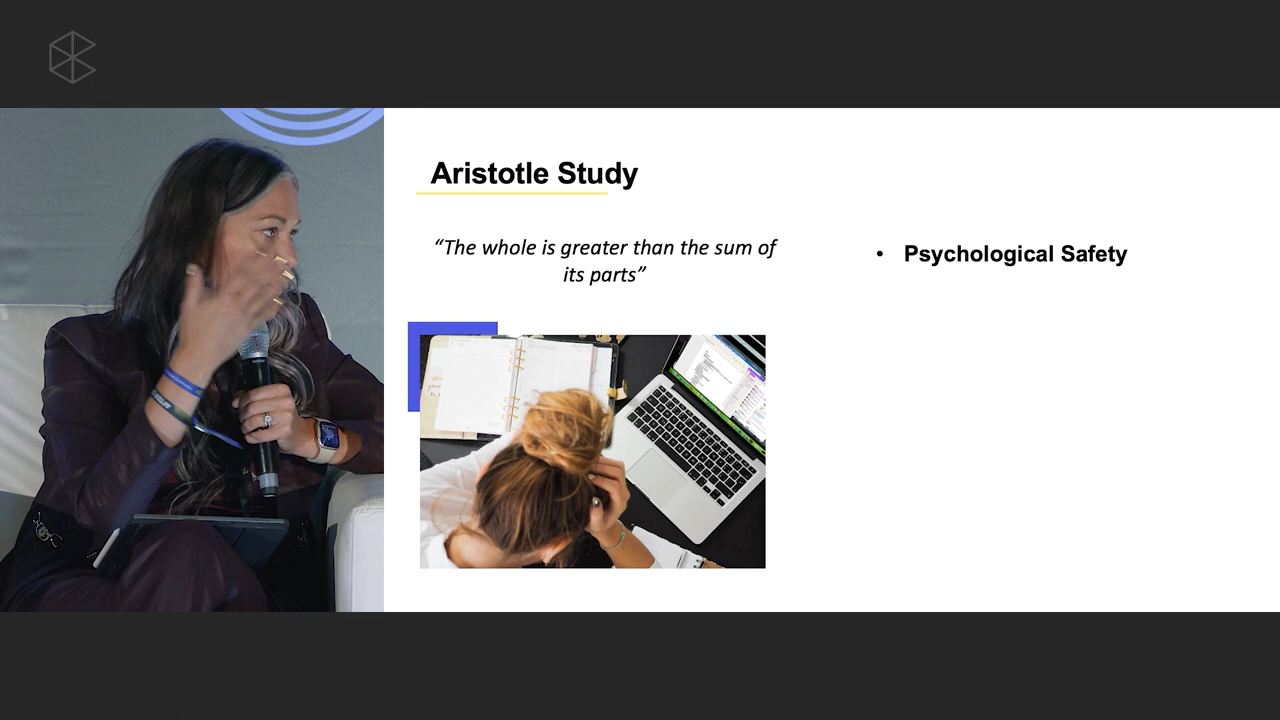 Aristotle Study
“The whole is greater than the sum of
its parts”
• Psychological Safety